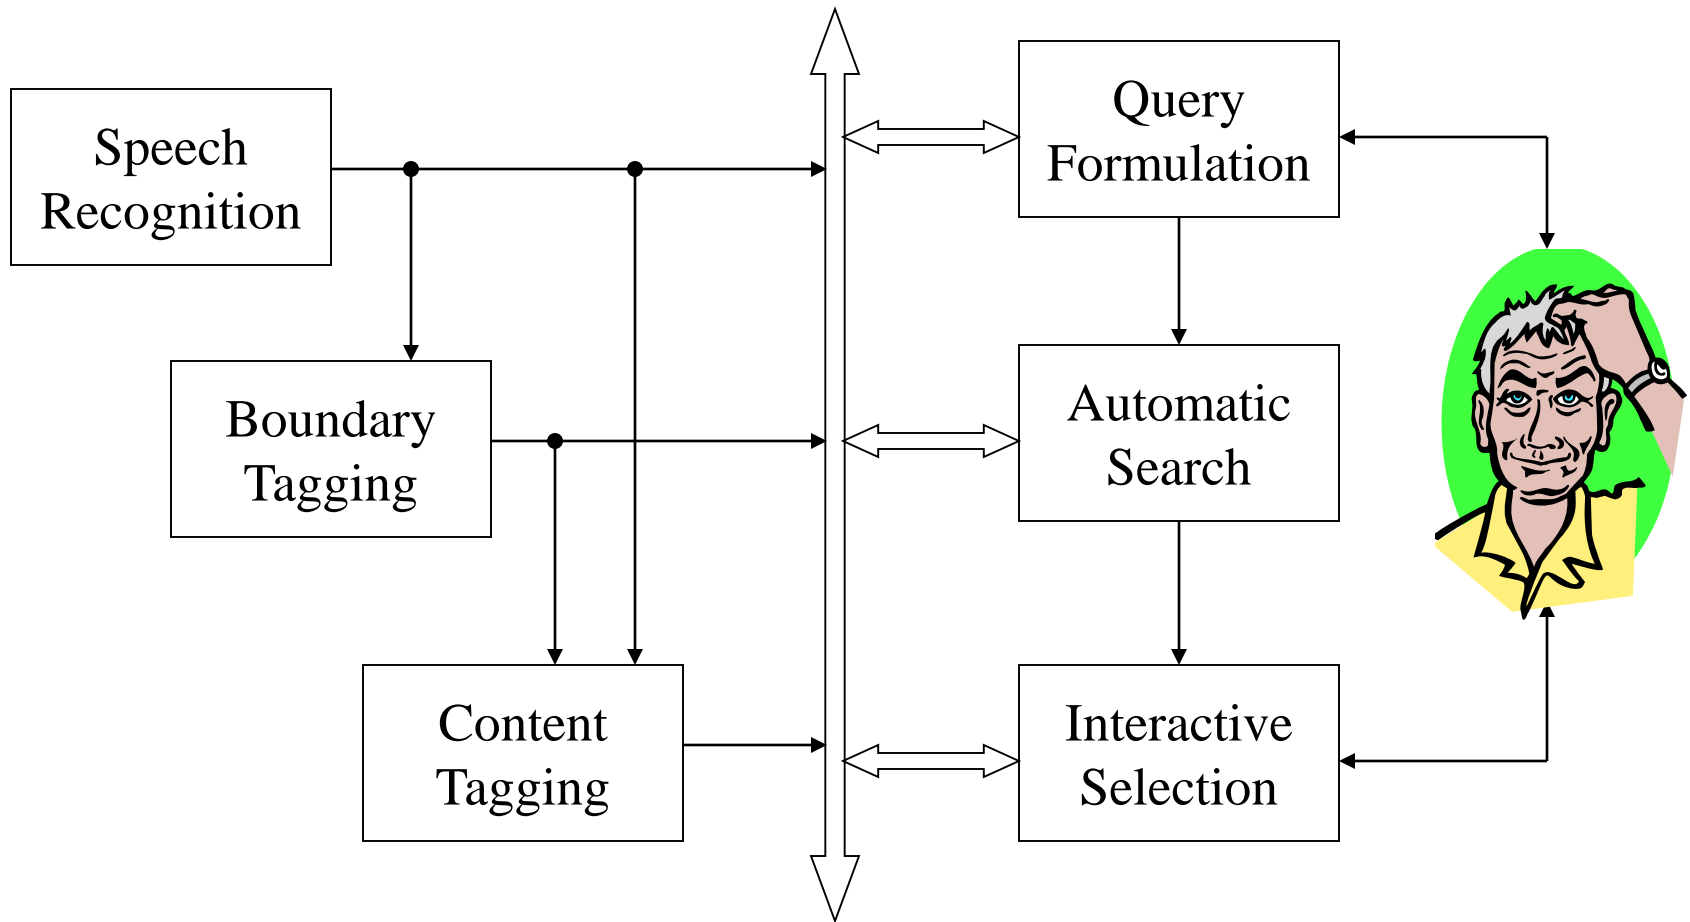 Speech
Recognition
Boundary
Tagging
Content
Tagging
Query
Formulation
Automatic
Search
Interactive
Selection